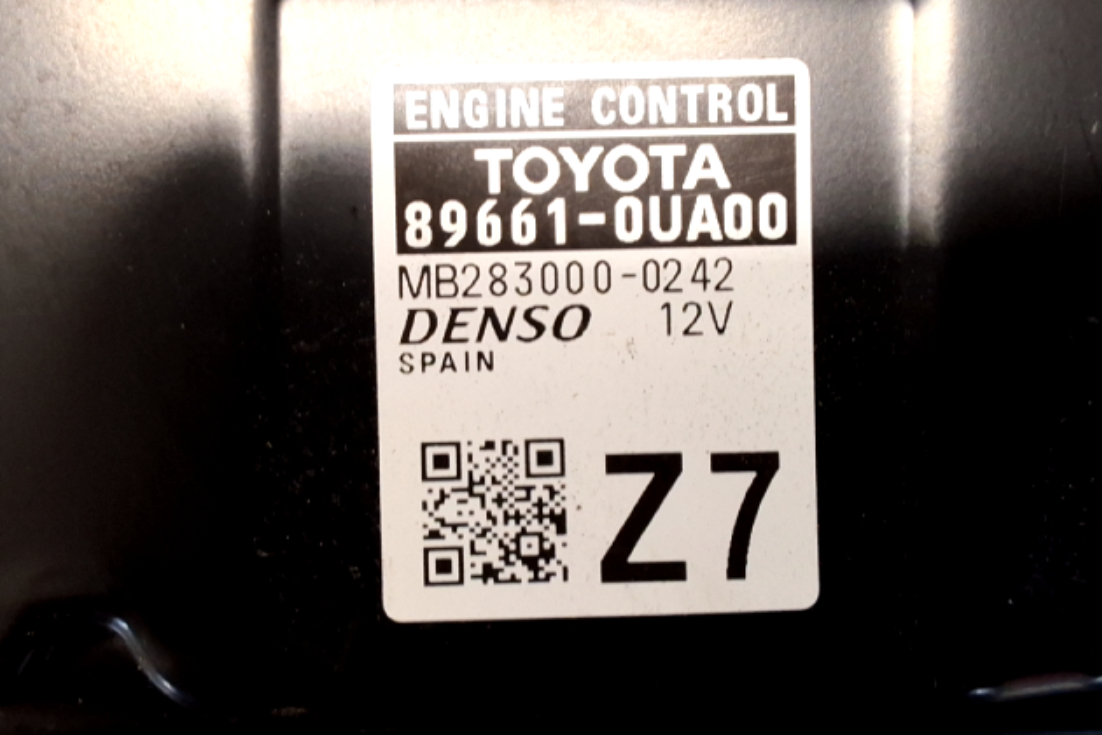 ENGINE CONTROL
TOYOTA
89661-0UA00
MB283000-0242
DENSO 12V
SPAIN
Z7